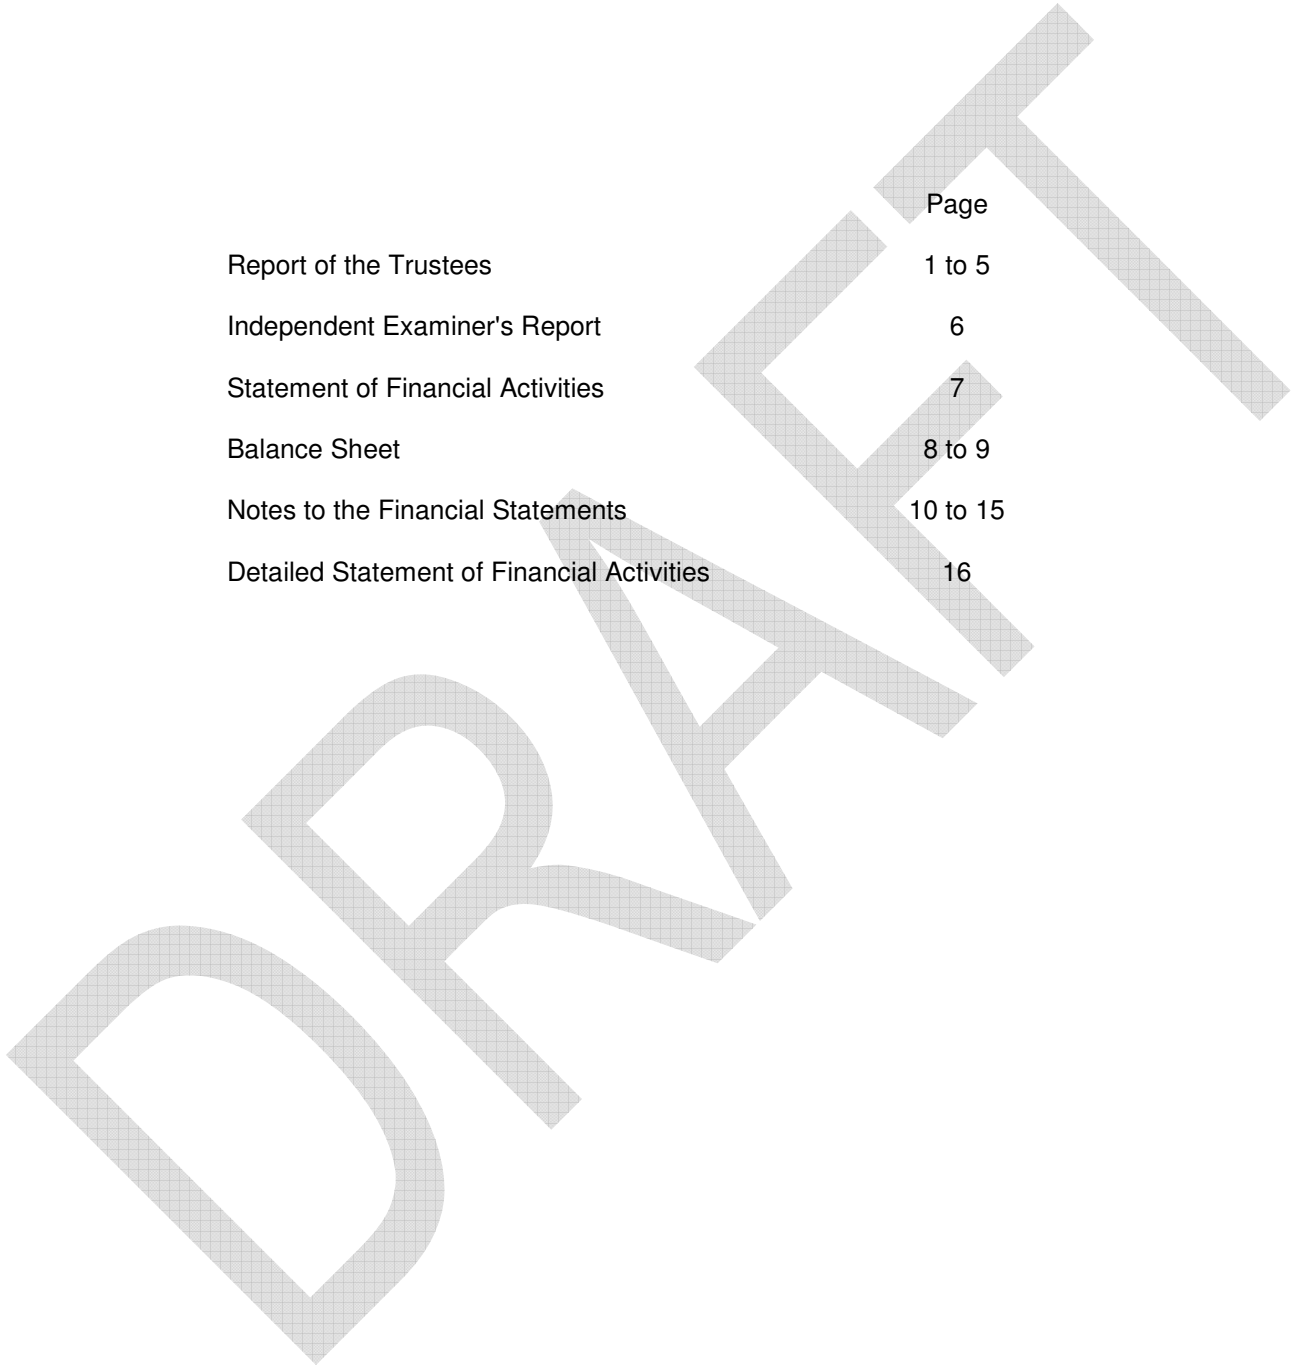 Page
Report of the Trustees 1 to 5
Independent Examiner's Report 6
Statement of Financial Activities 7
Balance Sheet 8 to 9
Notes to the Financial Statements 10 to 15
Detailed Statement of Financial Activities 16
DRAFT